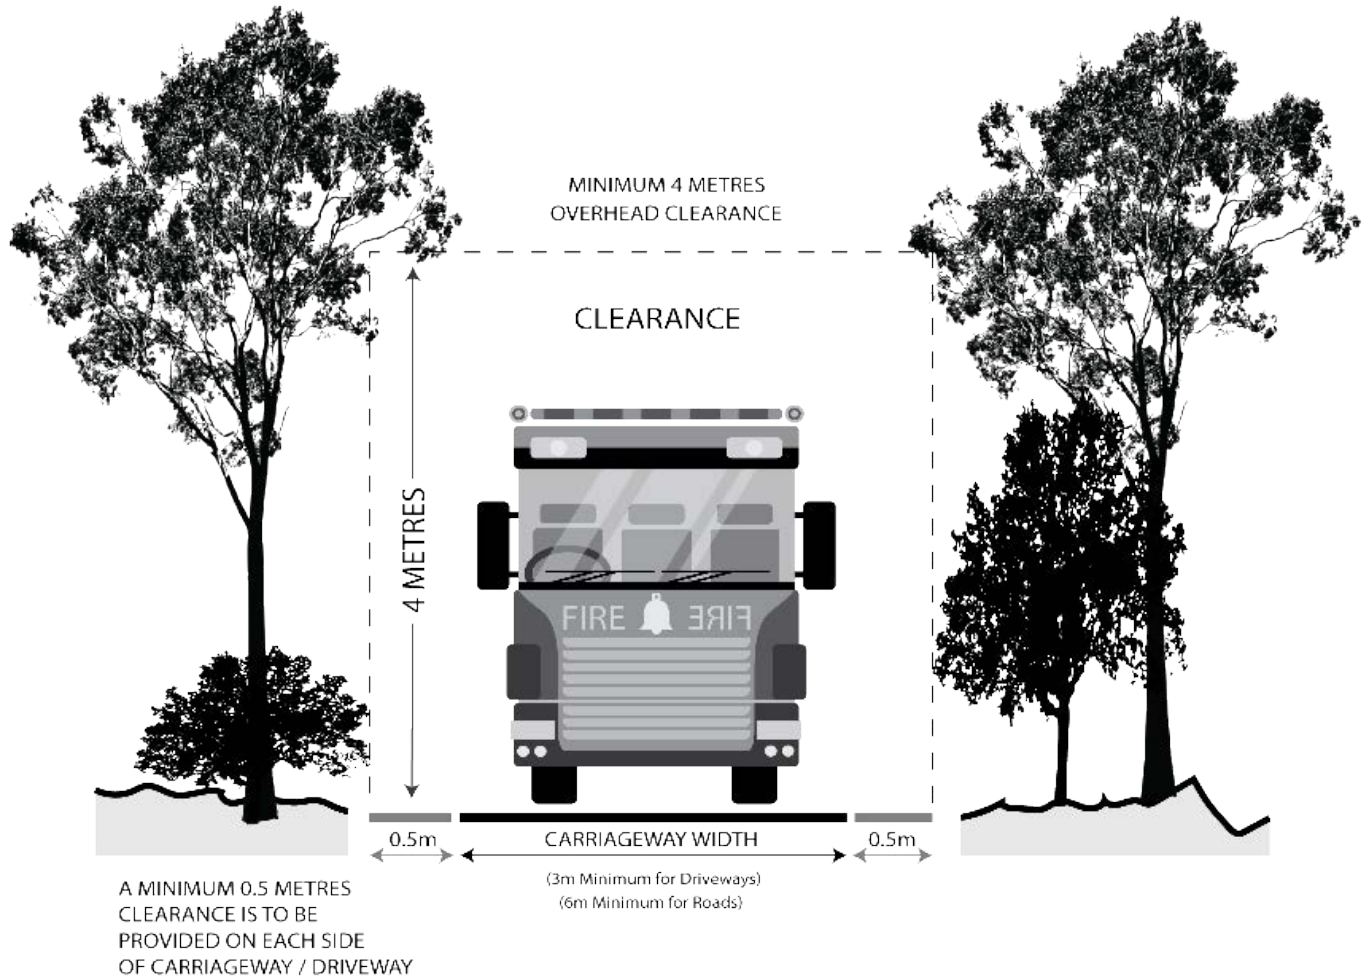 MINIMUM 4 METRES
OVERHEAD CLEARANCE
CLEARANCE
4 METRES
FIRE FIRE
0.5m
CARRIAGEWAY WIDTH
0.5m
(3m Minimum for Driveways)
(6m Minimum for Roads)
A MINIMUM 0.5 METRES
CLEARANCE IS TO BE
PROVIDED ON EACH SIDE
OF CARRIAGEWAY / DRIVEWAY